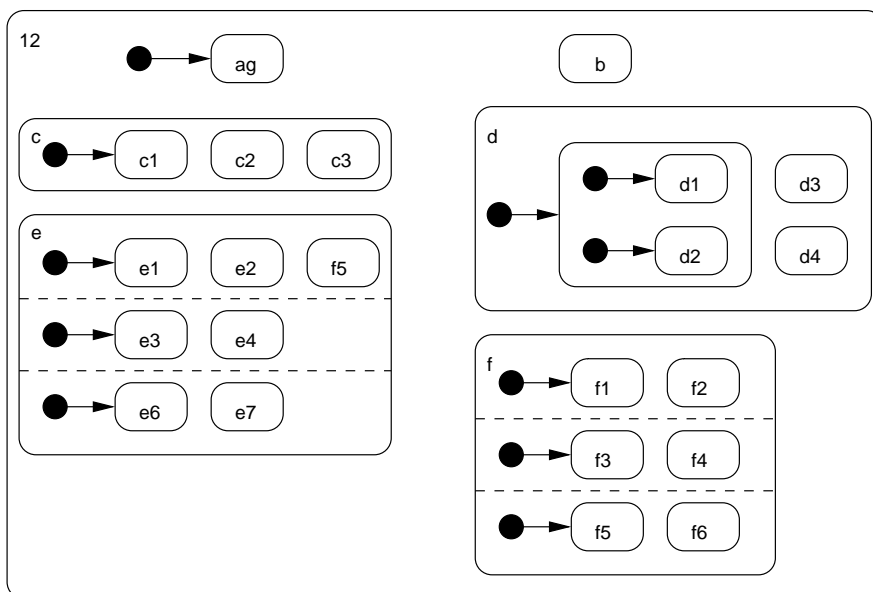 12
ag
b
c
c1 c2 c3
d
d1 d3
d2 d4
e
e1 e2 f5
e3 e4
e6 e7
f
f1 f2
f3 f4
f5 f6